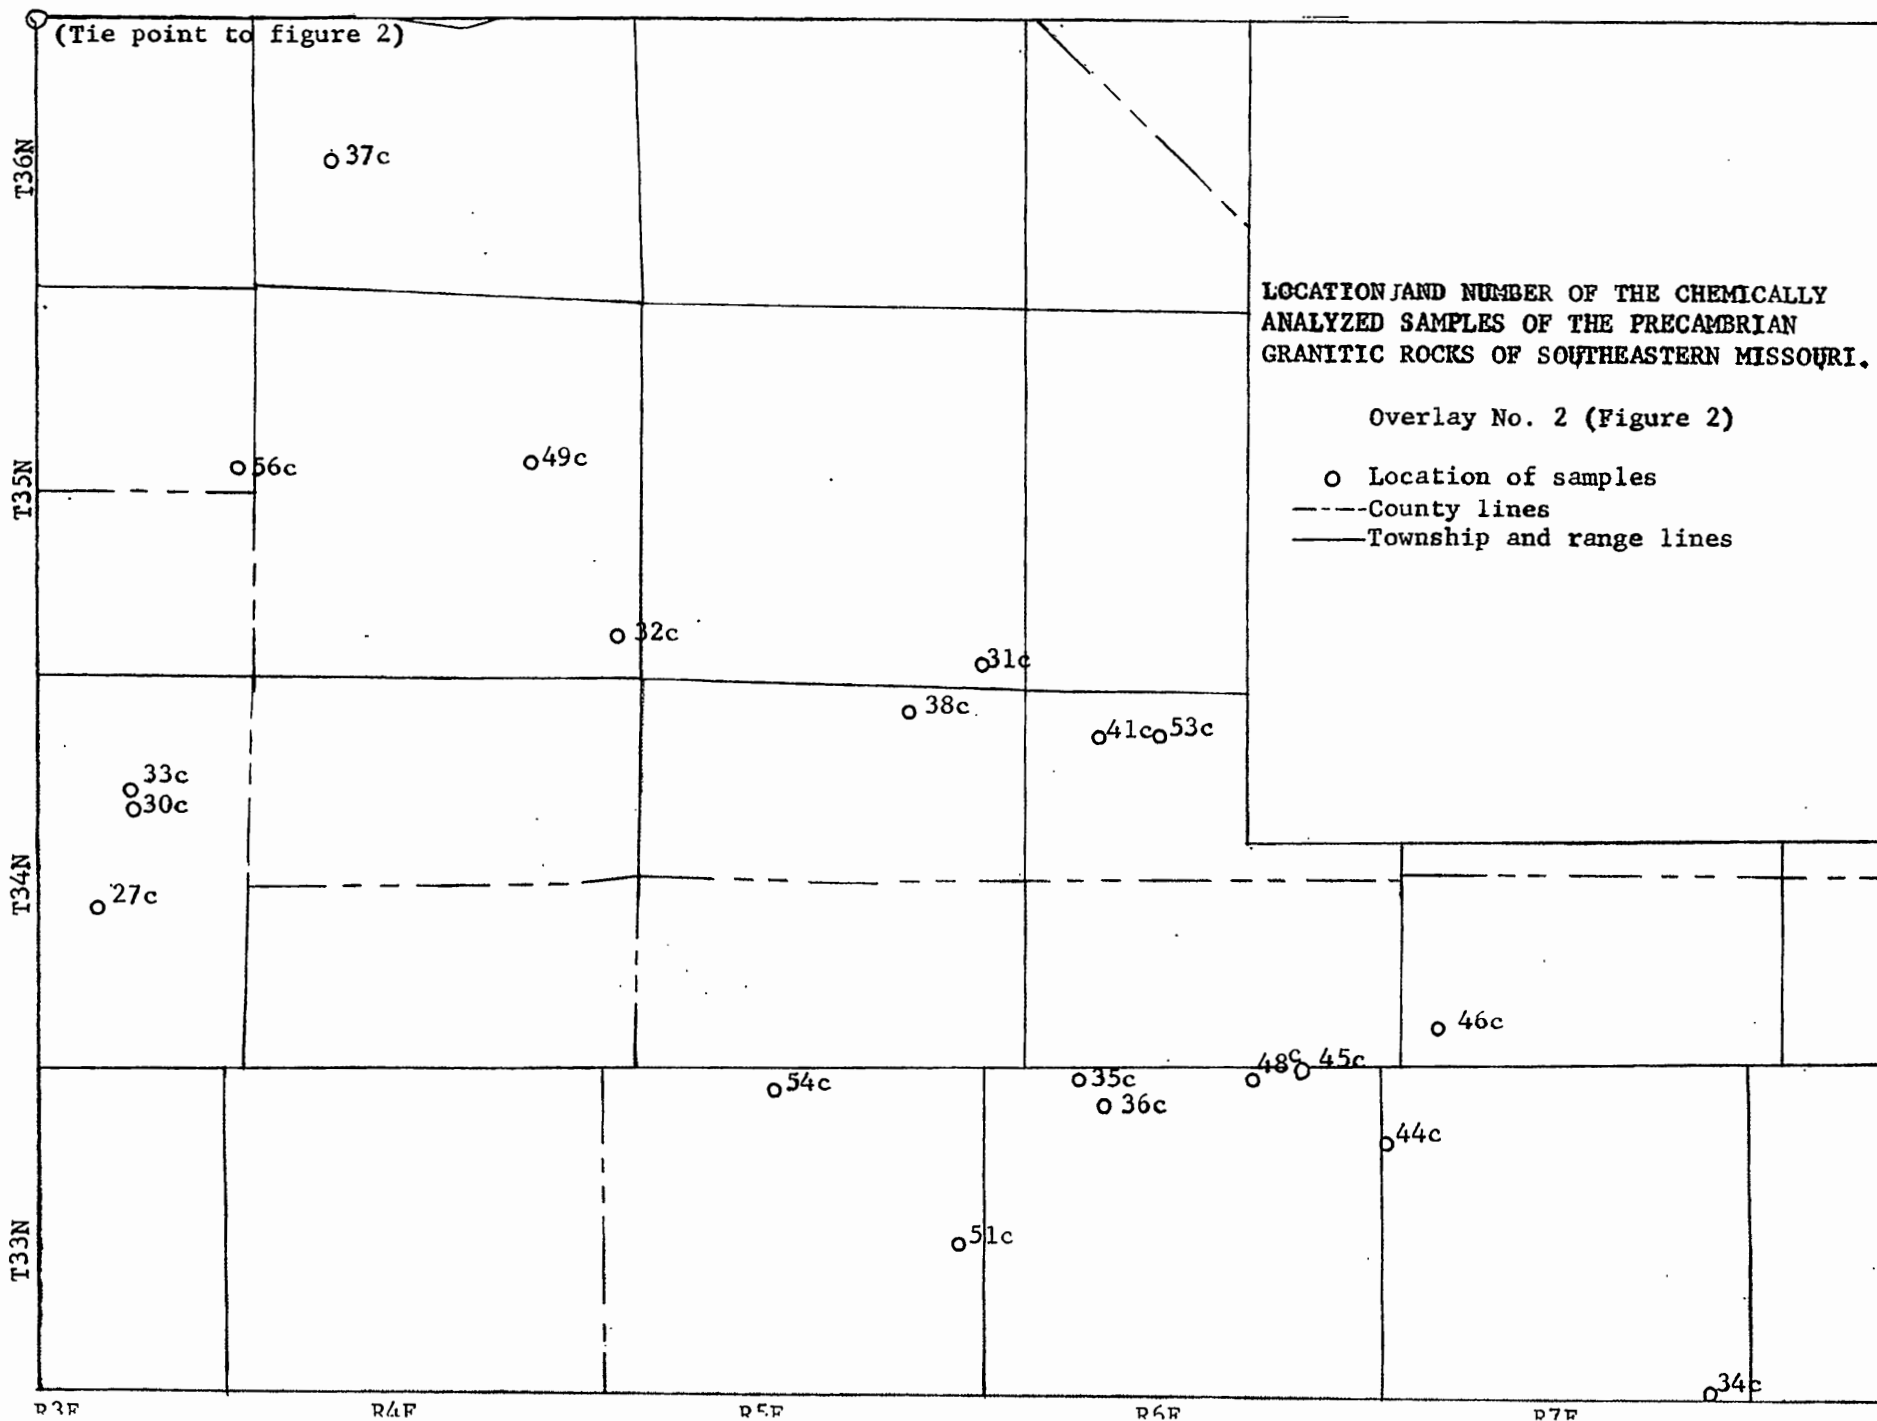 (Tie point to figure 2)
T36N
37c
LOCATION AND NUMBER OF THE CHEMICALLY
ANALYZED SAMPLES OF THE PRECAMBRIAN
GRANITIC ROCKS OF SOUTHEASTERN MISSOURI.
Overlay No. 2 (Figure 2)
Location of samples
County lines
Township and range lines
T35N
56c
49c
32c
31c
38c
41c
53c
33c
30c
T34N
27c
46c
48c
45c
54c
35c
36c
44c
T33N
51c
34c
R3E
R4E
R5E
R6E
R7E